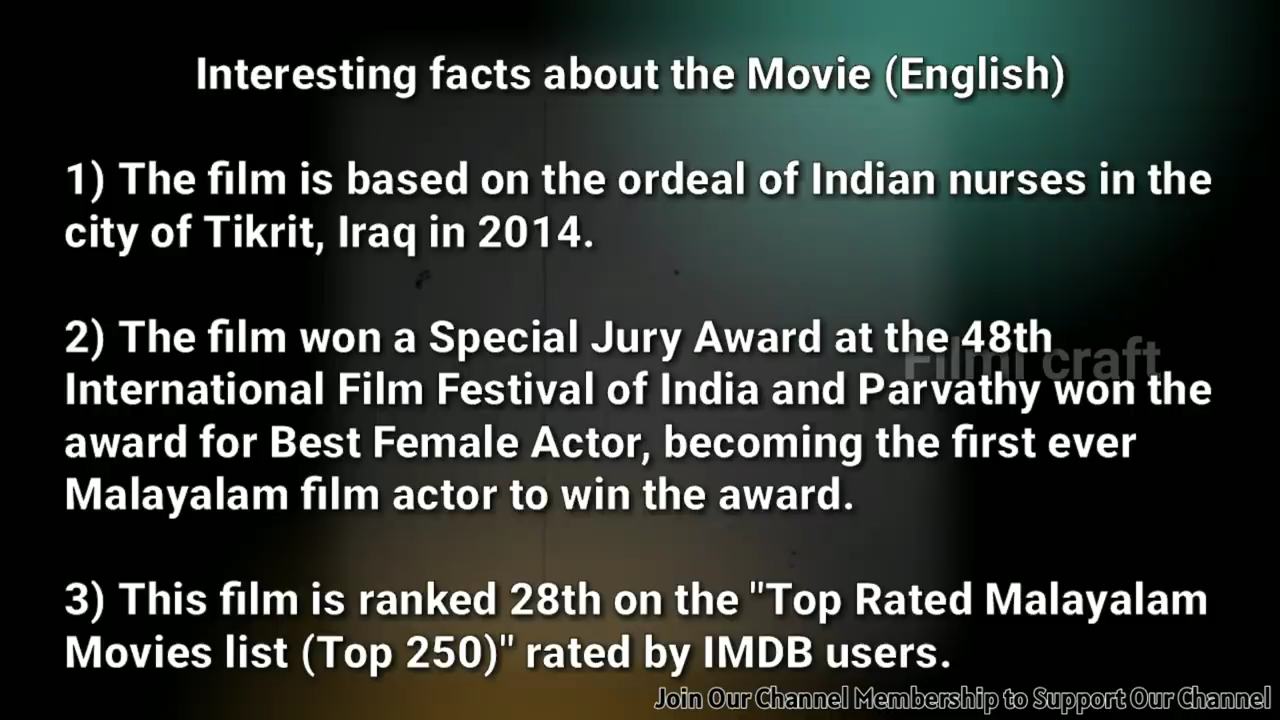 Interesting facts about the Movie (English)
1) The film is based on the ordeal of Indian nurses in the
city of Tikrit, Iraq in 2014.
2) The film won a Special Jury Award at the 48th
Filmi craft
International Film Festival of India and Parvathy won the
award for Best Female Actor, becoming the first ever
Malayalam film actor to win the award.
3) This film is ranked 28th on the "Top Rated Malayalam
Movies list (Top 250)" rated by IMDB users.
Join Our Channel Membership to Support Our Channel